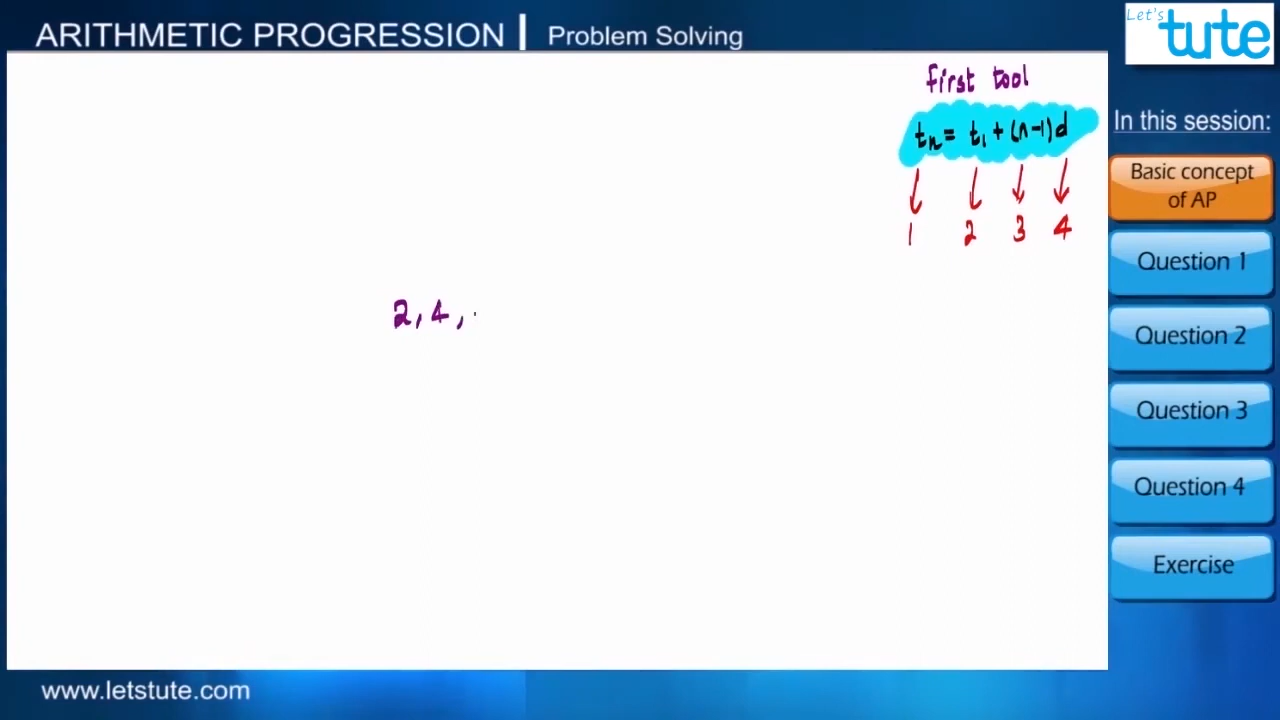 ARITHMETIC PROGRESSION | Problem Solving
Let's
tute
first tool
tₙ = t₁ + (n-1)d
1 2 3 4
2, 4,
In this session:
Basic concept
of AP
Question 1
Question 2
Question 3
Question 4
Exercise
www.letstute.com